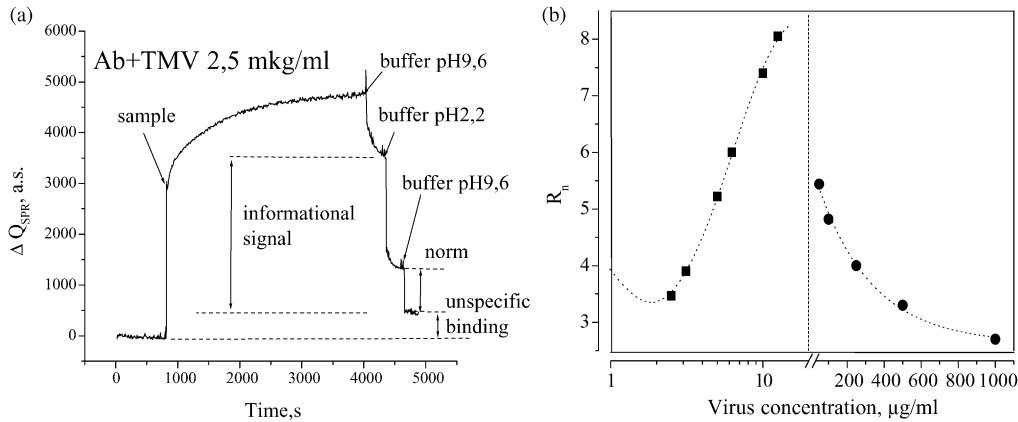 (a)
Ab+TMV 2,5 mkg/ml
buffer pH9,6
buffer pH2,2
sample
buffer pH9,6
informational
signal
norm
unspecific
binding
6000
5000
4000
3000
2000
1000
0
Δ Q_SPR, a.s.
0 1000 2000 3000 4000 5000
Time,s
(b)
8
7
6
5
4
3
R_n
1 10 200 400 600 800 1000
Virus concentration, μg/ml